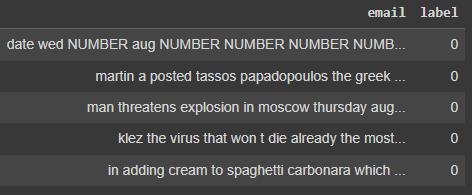 email label
date wed NUMBER aug NUMBER NUMBER NUMBER NUMB... 0
martin a posted tassos papadopoulos the greek ... 0
man threatens explosion in moscow thursday aug... 0
klez the virus that won t die already the most... 0
in adding cream to spaghetti carbonara which ... 0